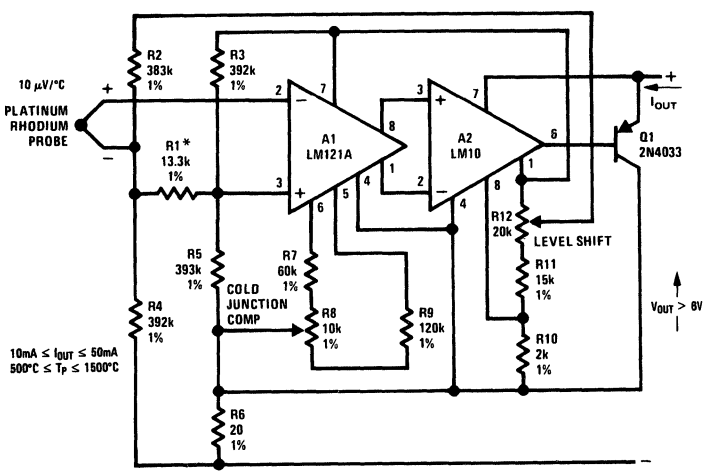 R2
383k
1%
R3
392k
1%
10 μV/°C
+
PLATINUM
RHODIUM
PROBE
−
R1*
13.3k
1%
2
−
7
A1
LM121A
8
1
3
+
6
5
4
3
+
7
A2
LM10
2
−
4
8
1
6
+
IOUT
Q1
2N4033
R12
20k
LEVEL SHIFT
R5
393k
1%
COLD
JUNCTION
COMP
R7
60k
1%
R8
10k
1%
R9
120k
1%
R11
15k
1%
R10
2k
1%
VOUT > 6V
R4
392k
1%
10mA ≤ IOUT ≤ 50mA
500°C ≤ TP ≤ 1500°C
R6
20
1%
−